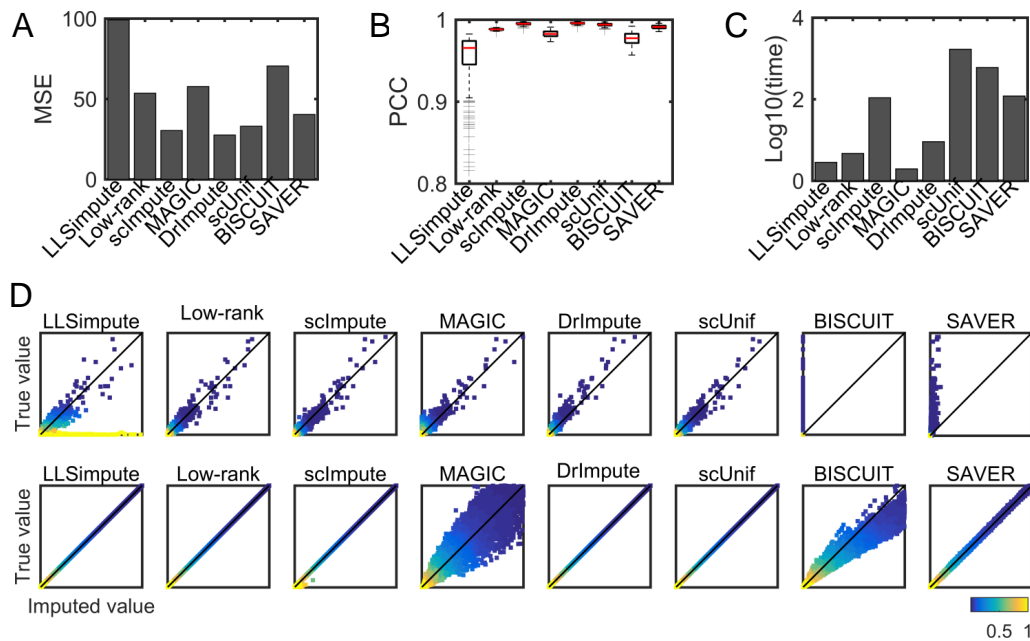 A
MSE
100
50
0
LLSimpute
Low-rank
scImpute
MAGIC
DrImpute
scUnif
BISCUIT
SAVER
B
PCC
1
0.9
0.8
LLSimpute
Low-rank
scImpute
MAGIC
DrImpute
scUnif
BISCUIT
SAVER
C
Log10(time)
4
2
0
LLSimpute
Low-rank
scImpute
MAGIC
DrImpute
scUnif
BISCUIT
SAVER
D
LLSimpute
Low-rank
scImpute
MAGIC
DrImpute
scUnif
BISCUIT
SAVER
True value
LLSimpute
Low-rank
scImpute
MAGIC
DrImpute
scUnif
BISCUIT
SAVER
True value
Imputed value
0.5 1